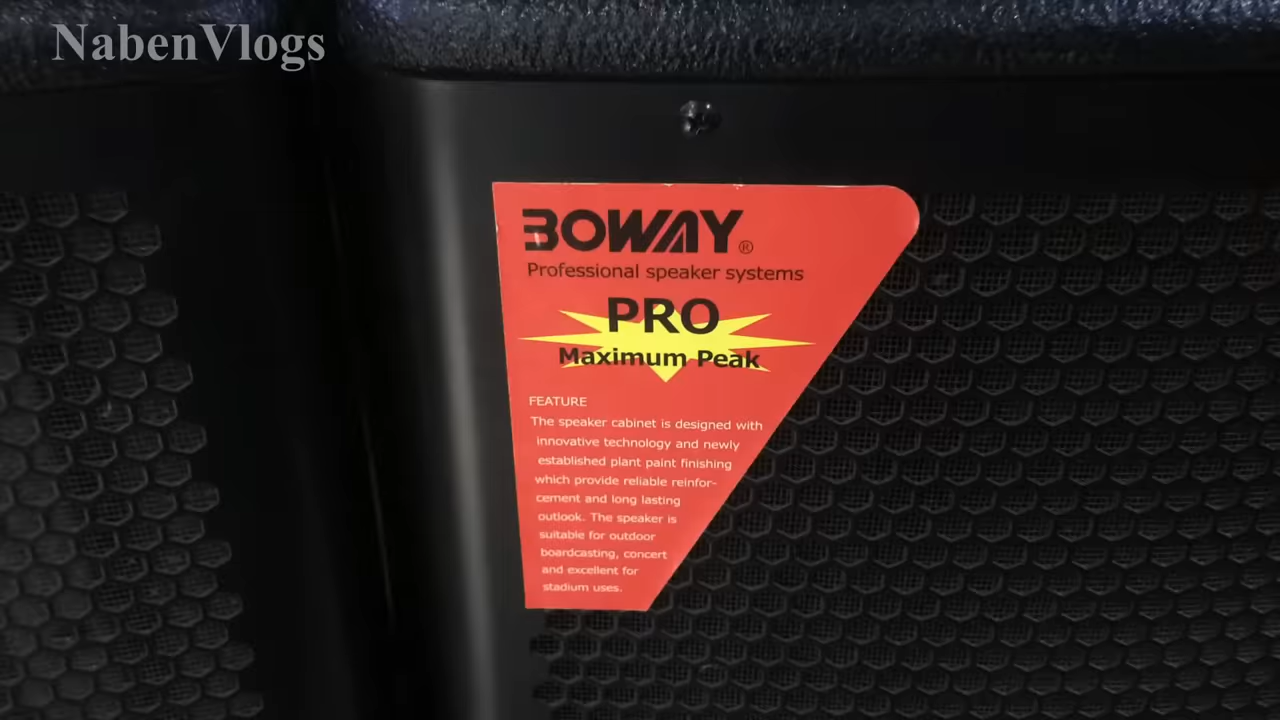 NabenVlogs
BOWAY®
Professional speaker systems
PRO
Maximum Peak
FEATURE
The speaker cabinet is designed with
innovative technology and newly
established plant paint finishing
which provide reliable reinfor-
cement and long lasting
outlook. The speaker is
suitable for outdoor
boardcasting, concert
and excellent for
stadium uses.